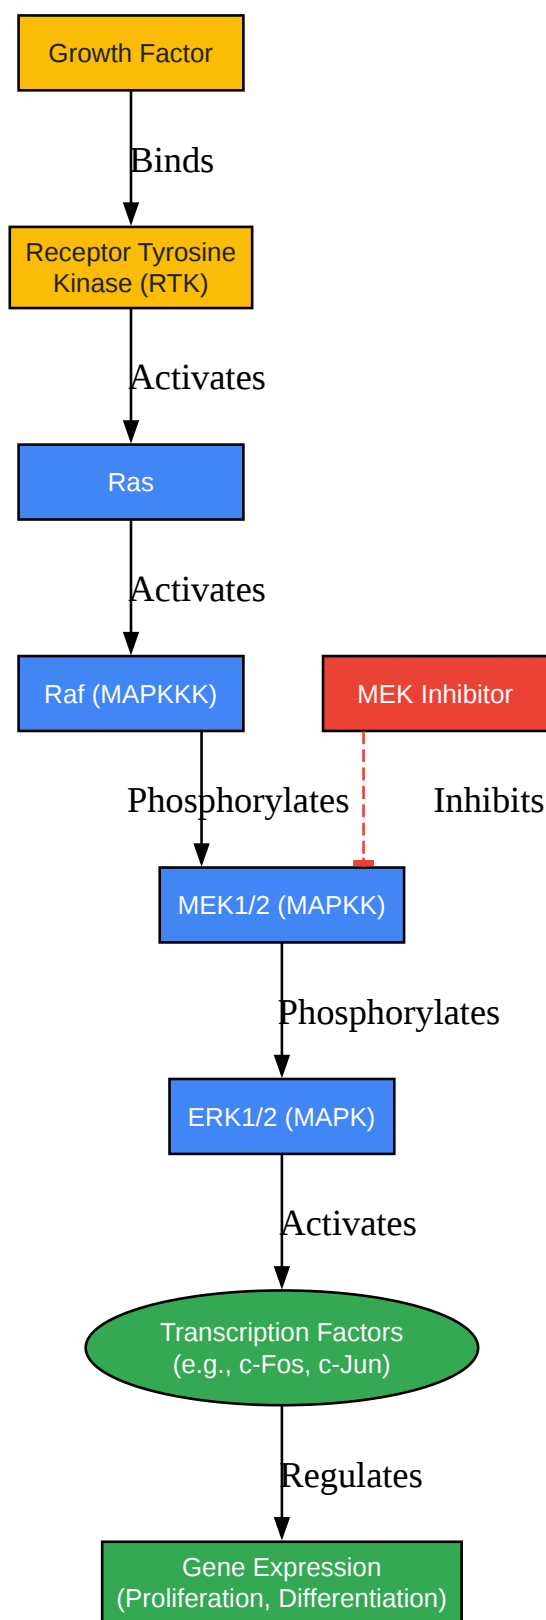 Growth Factor
Binds
Receptor Tyrosine
Kinase (RTK)
Activates
Ras
Activates
Raf (MAPKKK)
MEK Inhibitor
Phosphorylates
Inhibits
MEK1/2 (MAPKK)
Phosphorylates
ERK1/2 (MAPK)
Activates
Transcription Factors
(e.g., c-Fos, c-Jun)
Regulates
Gene Expression
(Proliferation, Differentiation)